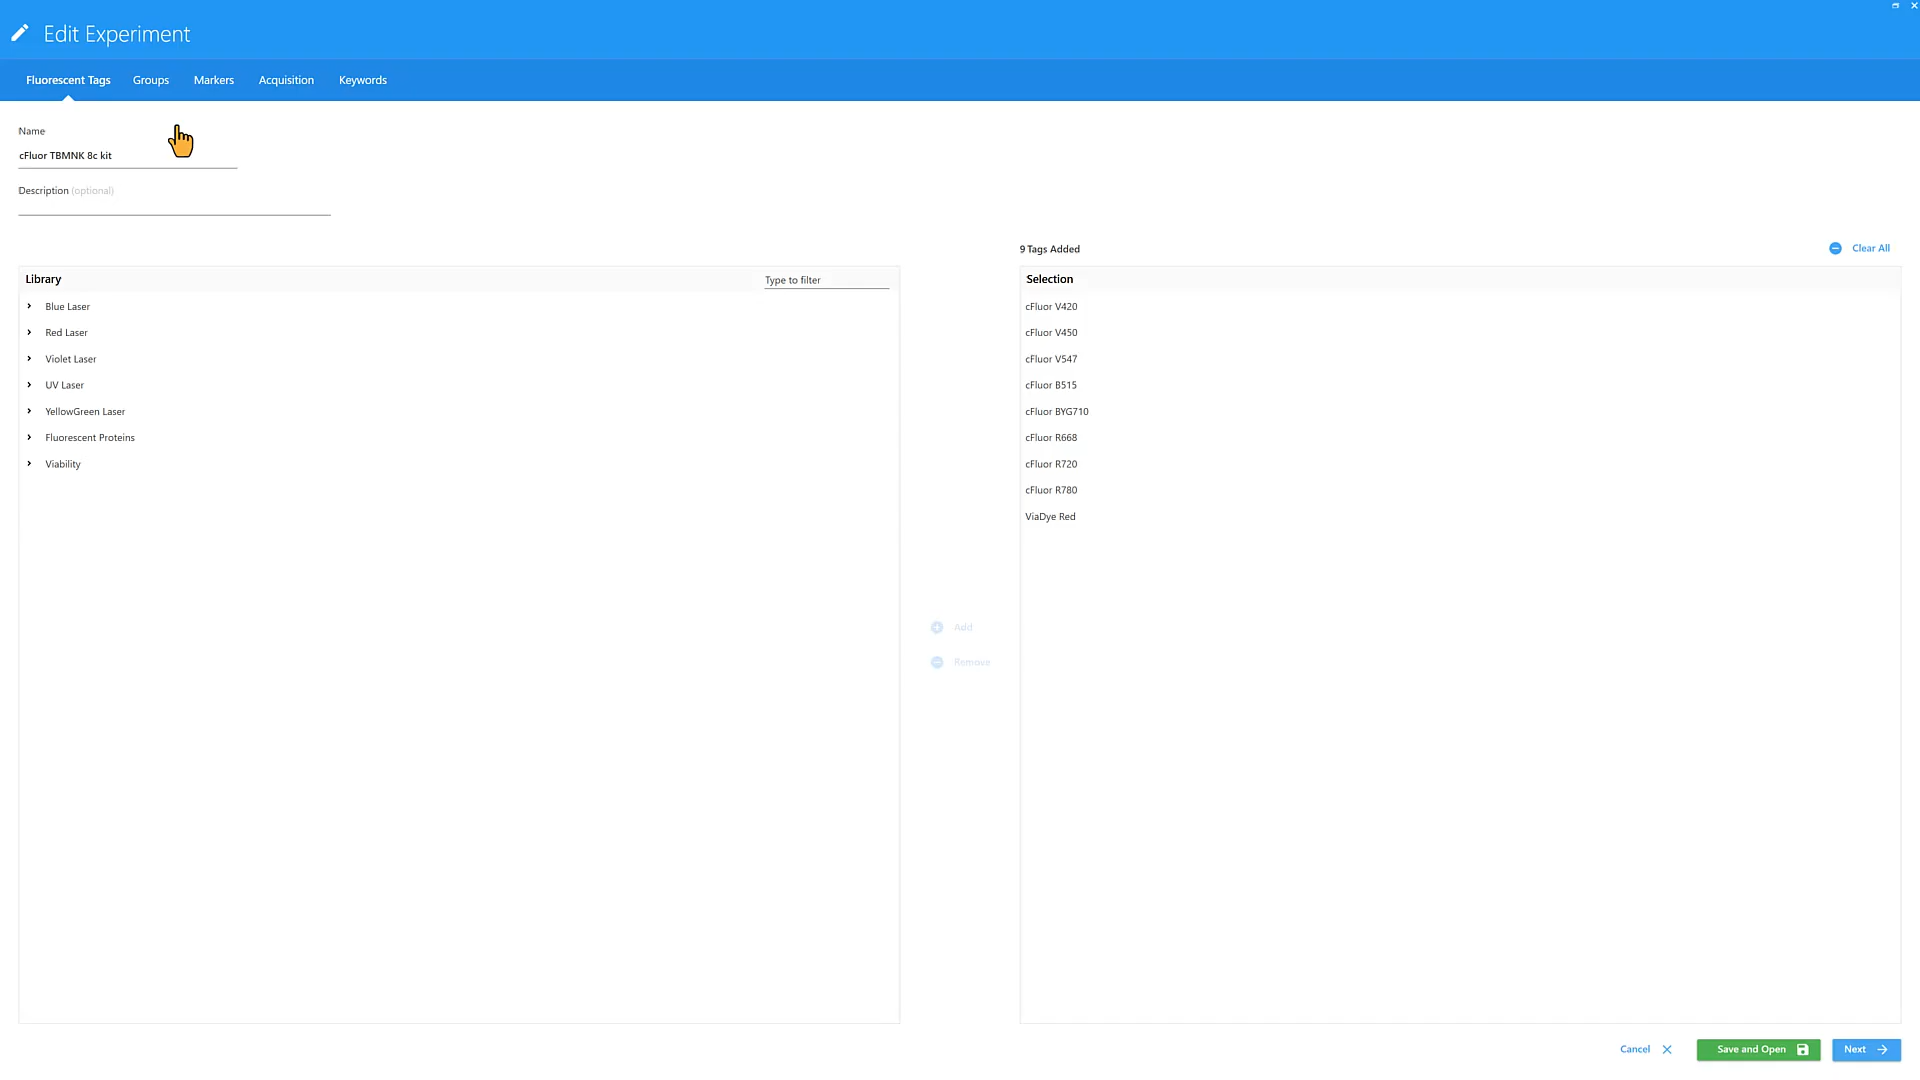 Edit Experiment
Fluorescent Tags Groups Markers Acquisition Keywords
Name
cFluor TBMNK 8c kit
Description (optional)
9 Tags Added Clear All
Library Type to filter
Blue Laser
Red Laser
Violet Laser
UV Laser
YellowGreen Laser
Fluorescent Proteins
Viability
Selection
cFluor V420
cFluor V450
cFluor V547
cFluor B515
cFluor BYG710
cFluor R668
cFluor R720
cFluor R780
ViaDye Red
Add
Remove
Cancel Save and Open Next